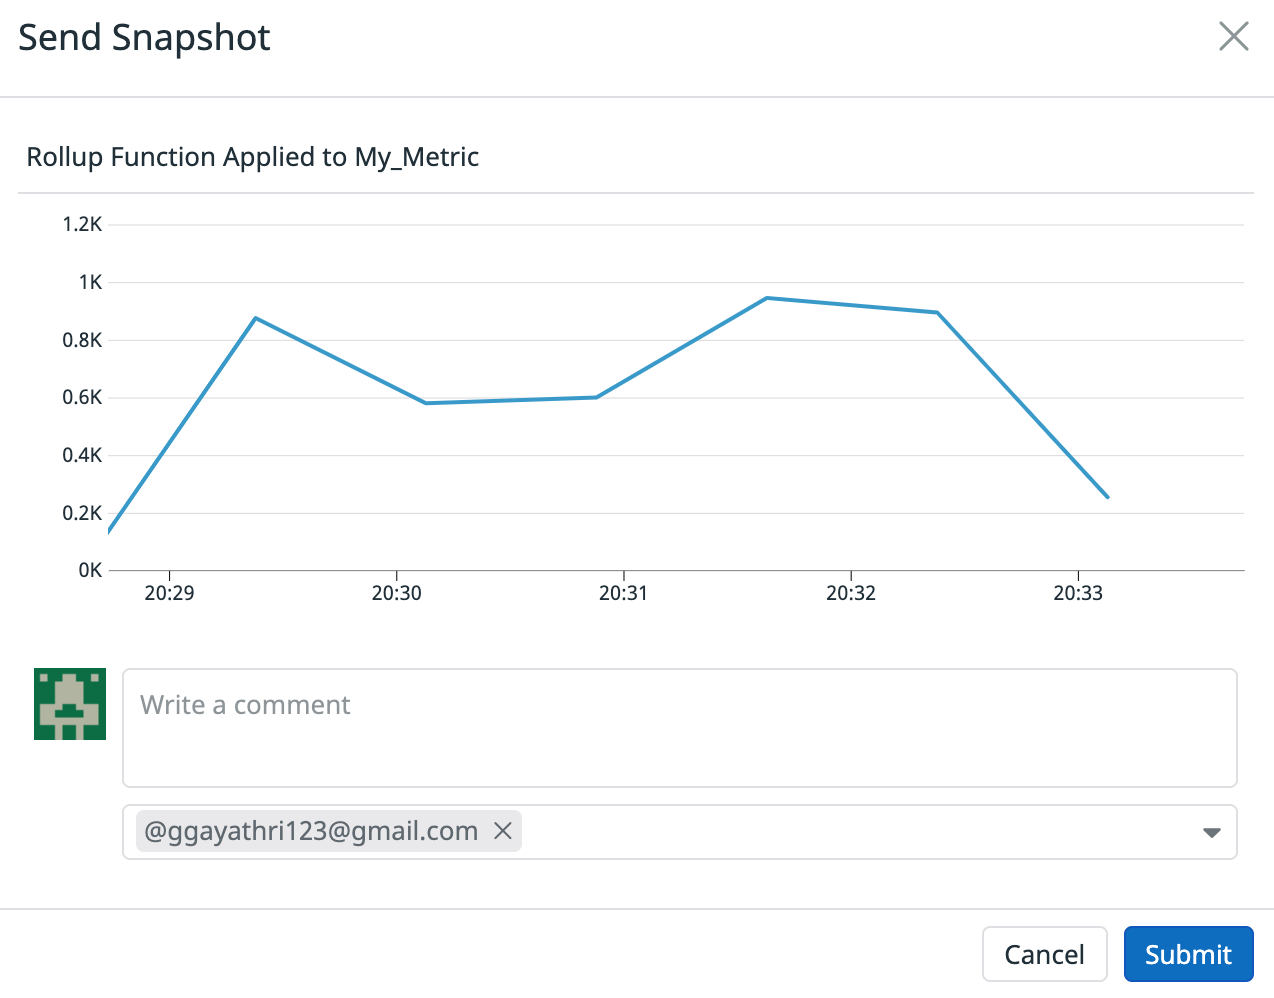 Send Snapshot
Rollup Function Applied to My_Metric
1.2K
1K
0.8K
0.6K
0.4K
0.2K
0K
20:29 20:30 20:31 20:32 20:33
Write a comment
@ggayathri123@gmail.com
Cancel Submit